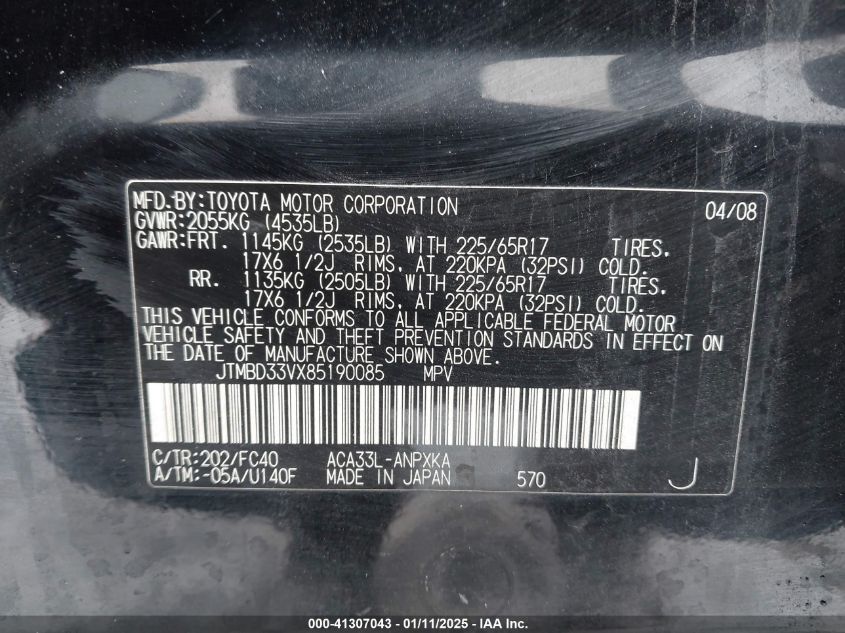 MFD.BY:TOYOTA MOTOR CORPORATION 04/08
GVWR:2055KG (4535LB)
GAWR:FRT. 1145KG (2535LB) WITH 225/65R17 TIRES,
17X6 1/2J RIMS, AT 220KPA (32PSI) COLD.
RR. 1135KG (2505LB) WITH 225/65R17 TIRES,
17X6 1/2J RIMS, AT 220KPA (32PSI) COLD.
THIS VEHICLE CONFORMS TO ALL APPLICABLE FEDERAL MOTOR
VEHICLE SAFETY AND THEFT PREVENTION STANDARDS IN EFFECT ON
THE DATE OF MANUFACTURE SHOWN ABOVE.
JTMBD33VX85190085 MPV
C/TR:202/FC40 ACA33L-ANPXKA
A/TM:-05A/U140F MADE IN JAPAN 570 J
000-41307043 - 01/11/2025 - IAA Inc.